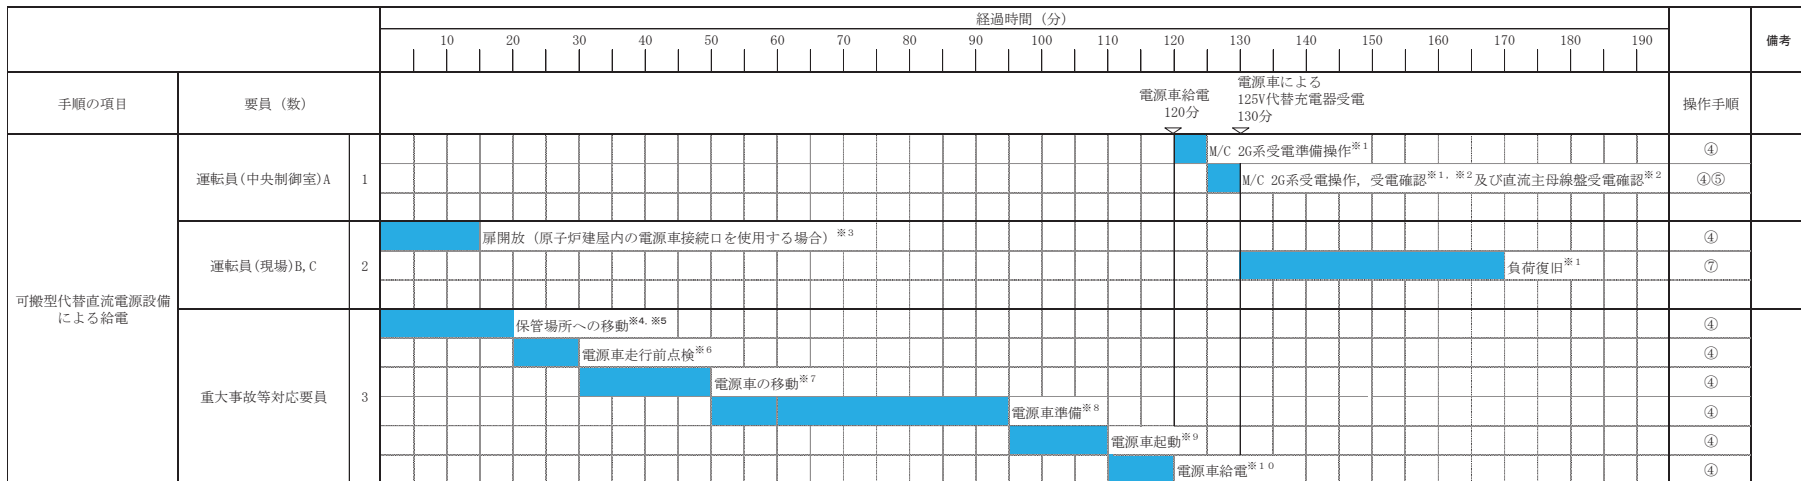 経過時間（分）
備考
10 20 30 40 50 60 70 80 90 100 110 120 130 140 150 160 170 180 190
手順の項目
要員（数）
電源車給電
120分
電源車による
125V代替充電器受電
130分
操作手順
可搬型代替直流電源設備
による給電
運転員(中央制御室)A
1
M/C 2G系受電準備操作※1
④
M/C 2G系受電操作, 受電確認※1, ※2及び直流主母線盤受電確認※2
④⑤
運転員(現場)B,C
2
扉開放（原子炉建屋内の電源車接続口を使用する場合）※3
④
負荷復旧※1
⑦
重大事故等対応要員
3
保管場所への移動※4, ※5
④
電源車走行前点検※6
④
電源車の移動※7
④
電源車準備※8
④
電源車起動※9
④
電源車給電※10
④